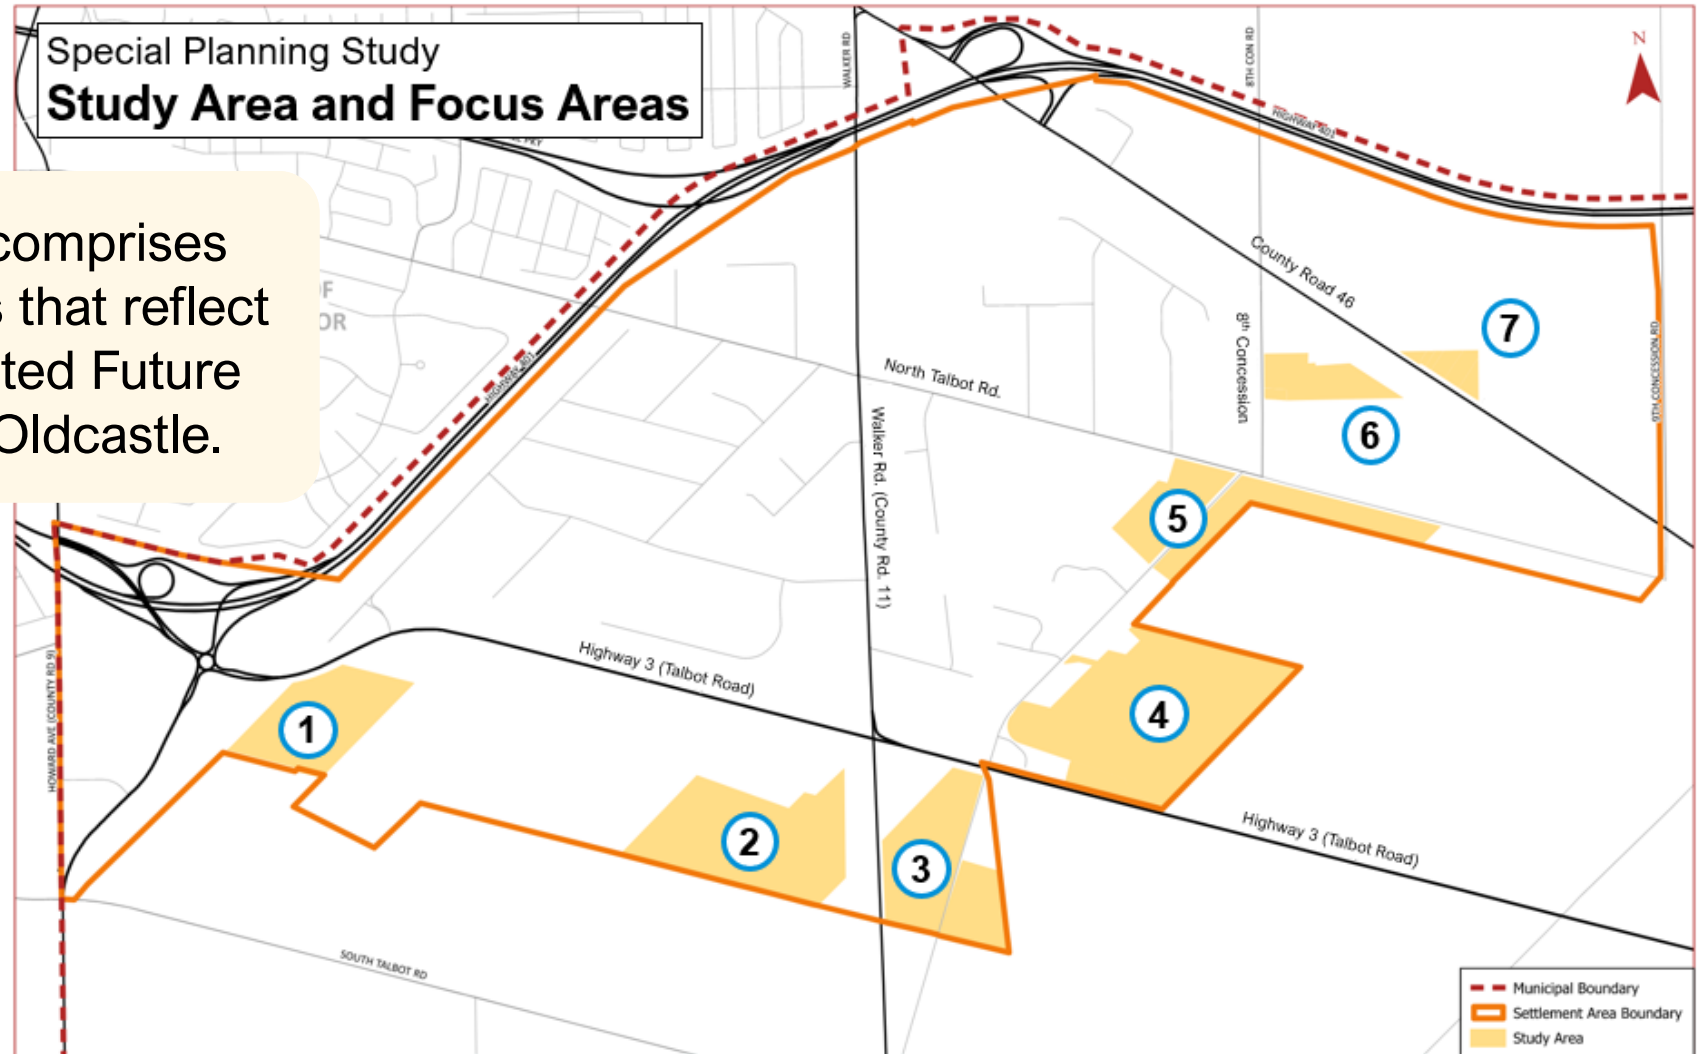 Special Planning Study
Study Area and Focus Areas
comprises
s that reflect
ted Future
Oldcastle.
PKY
WALKER RD
8TH CON RD
N
HIGHWAY 401
County Road 46
7
9TH CONCESSION RD
8th Concession
6
HIGHWAY 401
OF
OR
North Talbot Rd.
Walker Rd. (County Rd. 11)
5
HOWARD AVE (COUNTY RD 9)
Highway 3 (Talbot Road)
1
2
3
4
Highway 3 (Talbot Road)
SOUTH TALBOT RD
Municipal Boundary
Settlement Area Boundary
Study Area